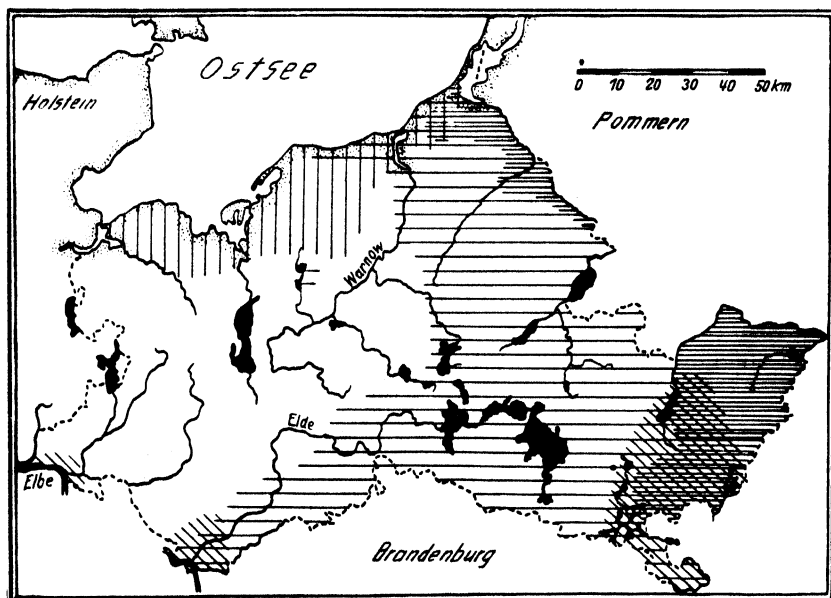 Ostsee
Holstein
0 10 20 30 40 50 km
Pommern
Warnow
Elde
Elbe
Brandenburg